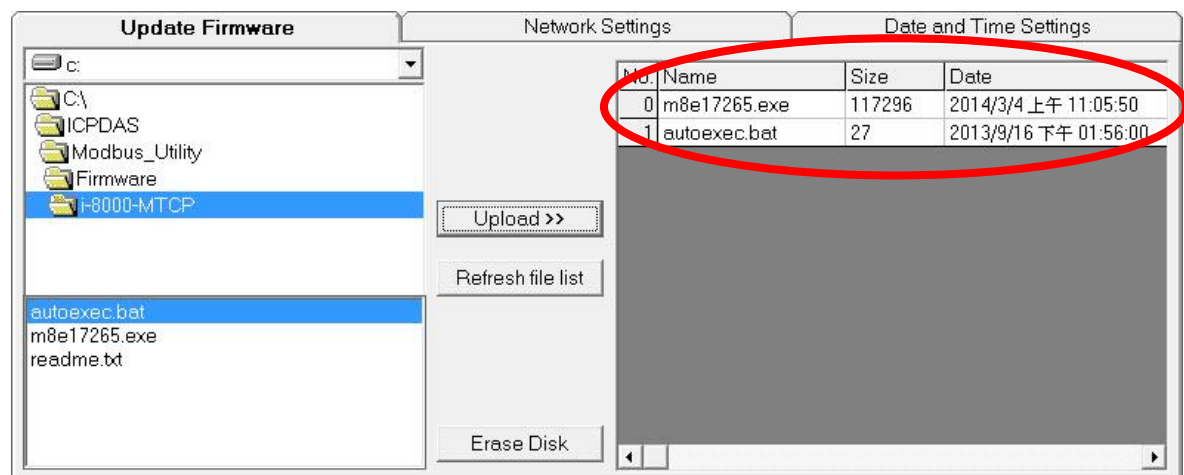 Update Firmware Network Settings Date and Time Settings
c:
C:\
ICPDAS
Modbus_Utility
Firmware
i-8000-MTCP
autoexec.bat
m8e17265.exe
readme.txt
Upload >>
Refresh file list
Erase Disk
No. Name Size Date
0 m8e17265.exe 117296 2014/3/4 上午 11:05:50
1 autoexec.bat 27 2013/9/16 下午 01:56:00